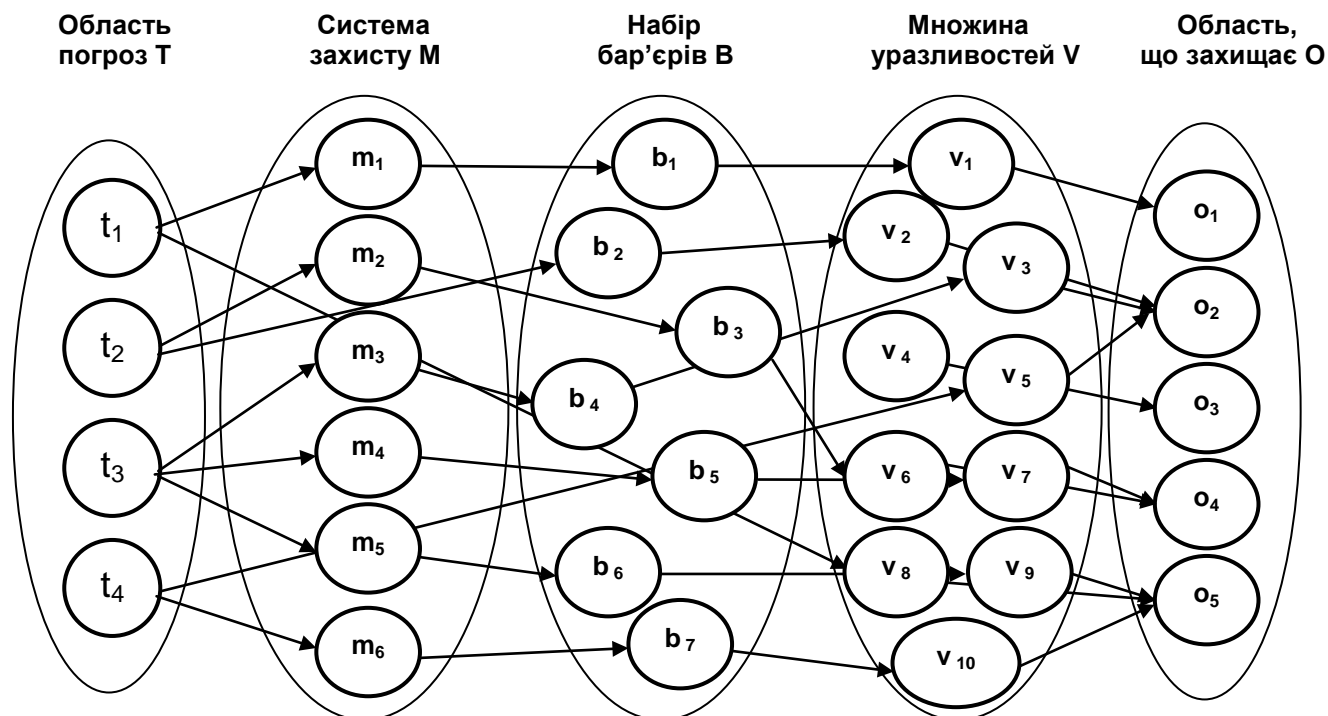 Область
погроз Т
Система
захисту М
Набір
бар’єрів В
Множина
уразливостей V
Область,
що захищає О
t1
t2
t3
t4
m1
m2
m3
m4
m5
m6
b1
b 2
b 3
b 4
b 5
b 6
b 7
v1
v 2
v 3
v 4
v 5
v 6
v 7
v 8
v 9
v 10
o1
o2
o3
o4
o5